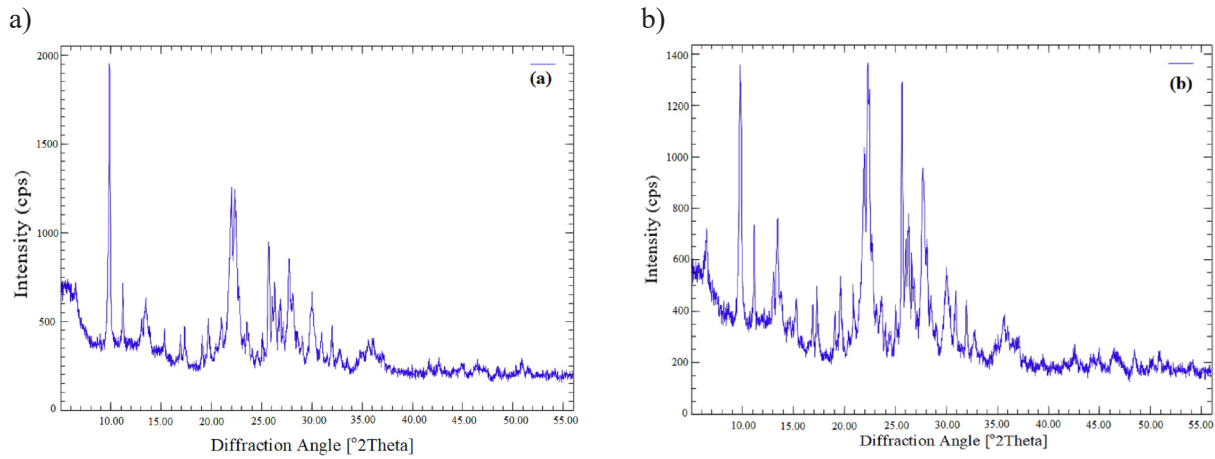 a)
(a)
Intensity (cps)
2000
1500
1000
500
0
10.00 15.00 20.00 25.00 30.00 35.00 40.00 45.00 50.00 55.00
Diffraction Angle [°2Theta]
b)
(b)
Intensity (cps)
1400
1200
1000
800
600
400
200
0
10.00 15.00 20.00 25.00 30.00 35.00 40.00 45.00 50.00 55.00
Diffraction Angle [°2Theta]